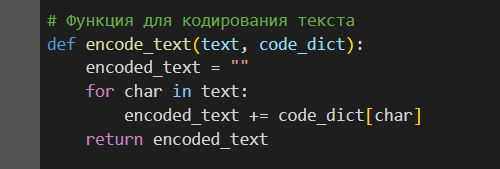 # Функция для кодирования текста
def encode_text(text, code_dict):
    encoded_text = ""
    for char in text:
        encoded_text += code_dict[char]
    return encoded_text